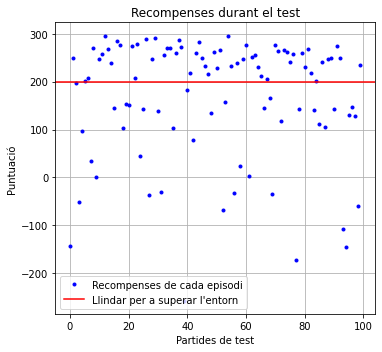 Recompenses durant el test
300
200
100
0
−100
−200
Puntuació
Recompenses de cada episodi
Llindar per a superar l'entorn
0 20 40 60 80 100
Partides de test